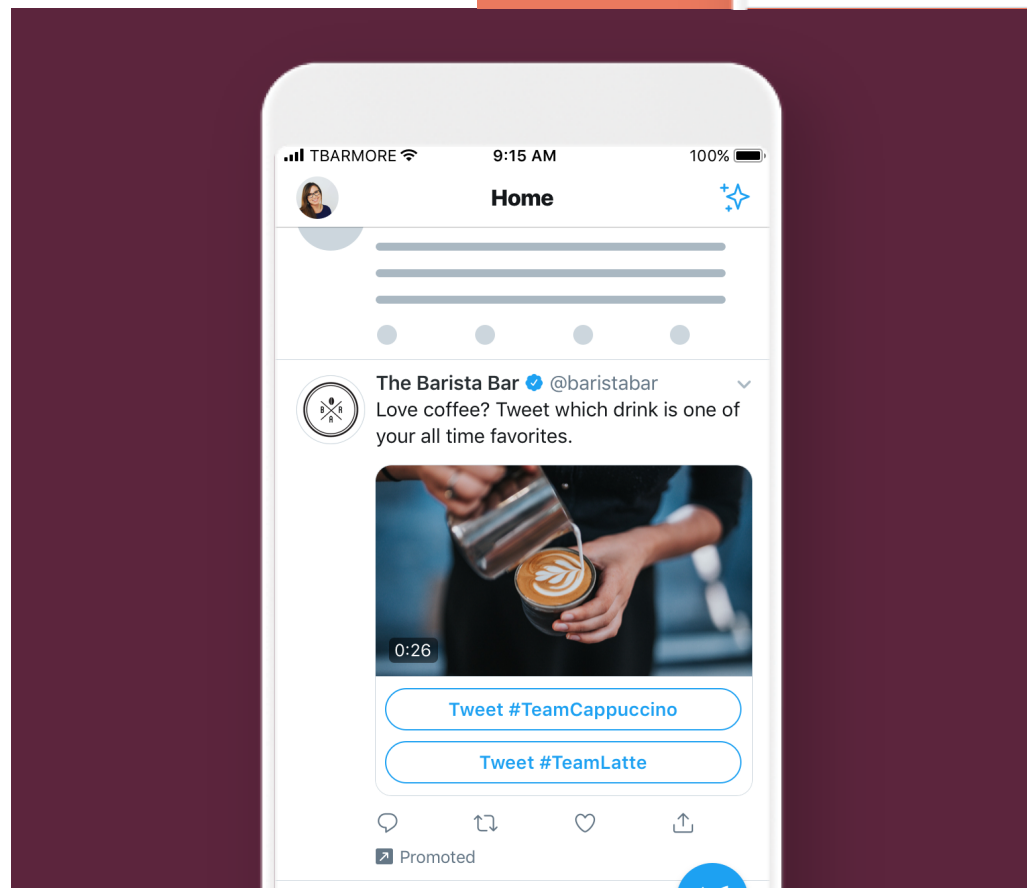 TBARMORE 9:15 AM 100%
Home
The Barista Bar @baristabar
Love coffee? Tweet which drink is one of
your all time favorites.
B A R
A
0:26
Tweet #TeamCappuccino
Tweet #TeamLatte
Promoted